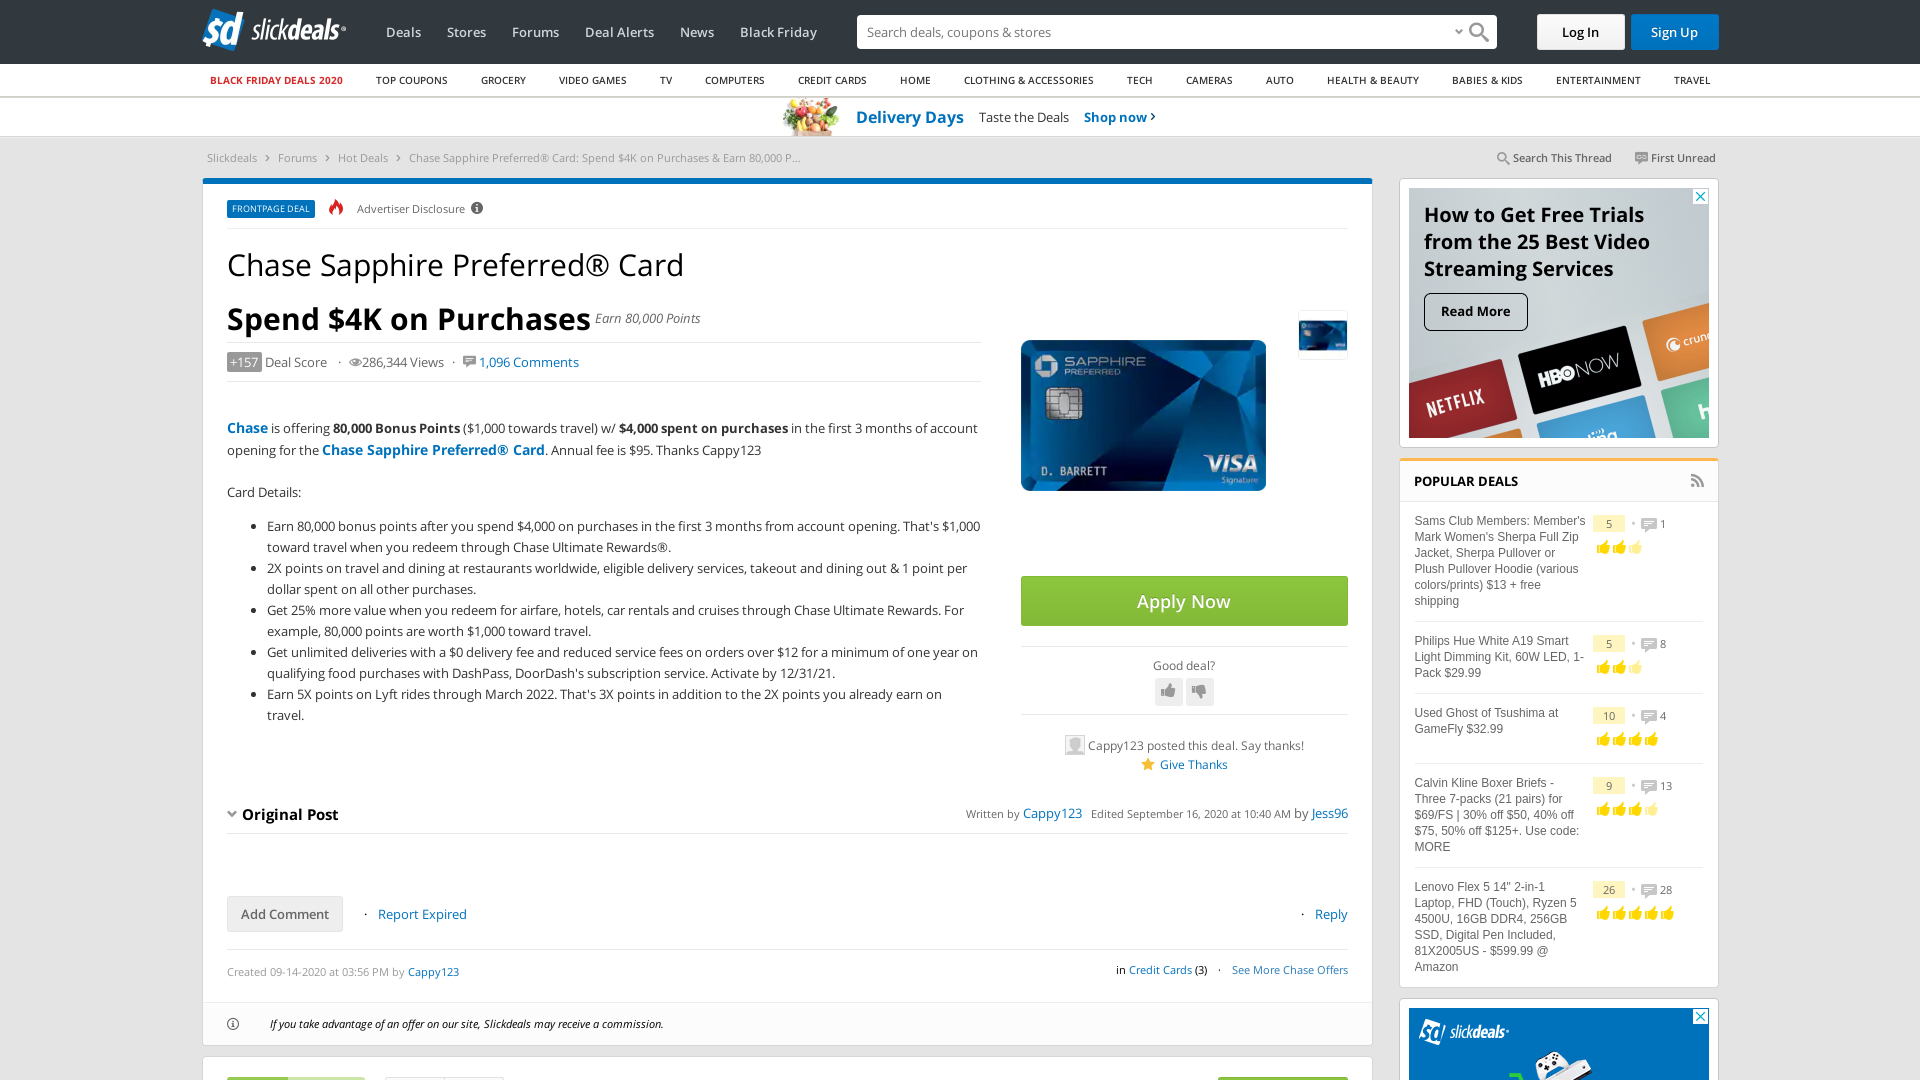 slickdeals
Deals
Stores
Forums
Deal Alerts
News
Black Friday
Search deals, coupons & stores
Log In
Sign Up
BLACK FRIDAY DEALS 2020
TOP COUPONS
GROCERY
VIDEO GAMES
TV
COMPUTERS
CREDIT CARDS
HOME
CLOTHING & ACCESSORIES
TECH
CAMERAS
AUTO
HEALTH & BEAUTY
BABIES & KIDS
ENTERTAINMENT
TRAVEL
Delivery Days Taste the Deals Shop now
Slickdeals > Forums > Hot Deals > Chase Sapphire Preferred® Card: Spend $4K on Purchases & Earn 80,000 P...
Search This Thread
First Unread
FRONTPAGE DEAL
Advertiser Disclosure
Chase Sapphire Preferred® Card
Spend $4K on Purchases Earn 80,000 Points
+157 Deal Score · 286,344 Views · 1,096 Comments
Chase is offering 80,000 Bonus Points ($1,000 towards travel) w/ $4,000 spent on purchases in the first 3 months of account
opening for the Chase Sapphire Preferred® Card. Annual fee is $95. Thanks Cappy123
Card Details:
• Earn 80,000 bonus points after you spend $4,000 on purchases in the first 3 months from account opening. That's $1,000
toward travel when you redeem through Chase Ultimate Rewards®.
• 2X points on travel and dining at restaurants worldwide, eligible delivery services, takeout and dining out & 1 point per
dollar spent on all other purchases.
• Get 25% more value when you redeem for airfare, hotels, car rentals and cruises through Chase Ultimate Rewards. For
example, 80,000 points are worth $1,000 toward travel.
• Get unlimited deliveries with a $0 delivery fee and reduced service fees on orders over $12 for a minimum of one year on
qualifying food purchases with DashPass, DoorDash's subscription service. Activate by 12/31/21.
• Earn 5X points on Lyft rides through March 2022. That's 3X points in addition to the 2X points you already earn on
travel.
SAPPHIRE
PREFERRED
D. BARRETT
VISA
Signature
Apply Now
Good deal?
Cappy123 posted this deal. Say thanks!
Give Thanks
Original Post
Written by Cappy123 Edited September 16, 2020 at 10:40 AM by Jess96
Add Comment
· Report Expired
· Reply
Created 09-14-2020 at 03:56 PM by Cappy123
in Credit Cards (3) · See More Chase Offers
If you take advantage of an offer on our site, Slickdeals may receive a commission.
How to Get Free Trials
from the 25 Best Video
Streaming Services
Read More
NETFLIX
HBO NOW
crun
POPULAR DEALS
Sams Club Members: Member's
Mark Women's Sherpa Full Zip
Jacket, Sherpa Pullover or
Plush Pullover Hoodie (various
colors/prints) $13 + free
shipping
5 • 1
Philips Hue White A19 Smart
Light Dimming Kit, 60W LED, 1-
Pack $29.99
5 • 8
Used Ghost of Tsushima at
GameFly $32.99
10 • 4
Calvin Kline Boxer Briefs -
Three 7-packs (21 pairs) for
$69/FS | 30% off $50, 40% off
$75, 50% off $125+. Use code:
MORE
9 • 13
Lenovo Flex 5 14" 2-in-1
Laptop, FHD (Touch), Ryzen 5
4500U, 16GB DDR4, 256GB
SSD, Digital Pen Included,
81X2005US - $599.99 @
Amazon
26 • 28
slickdeals